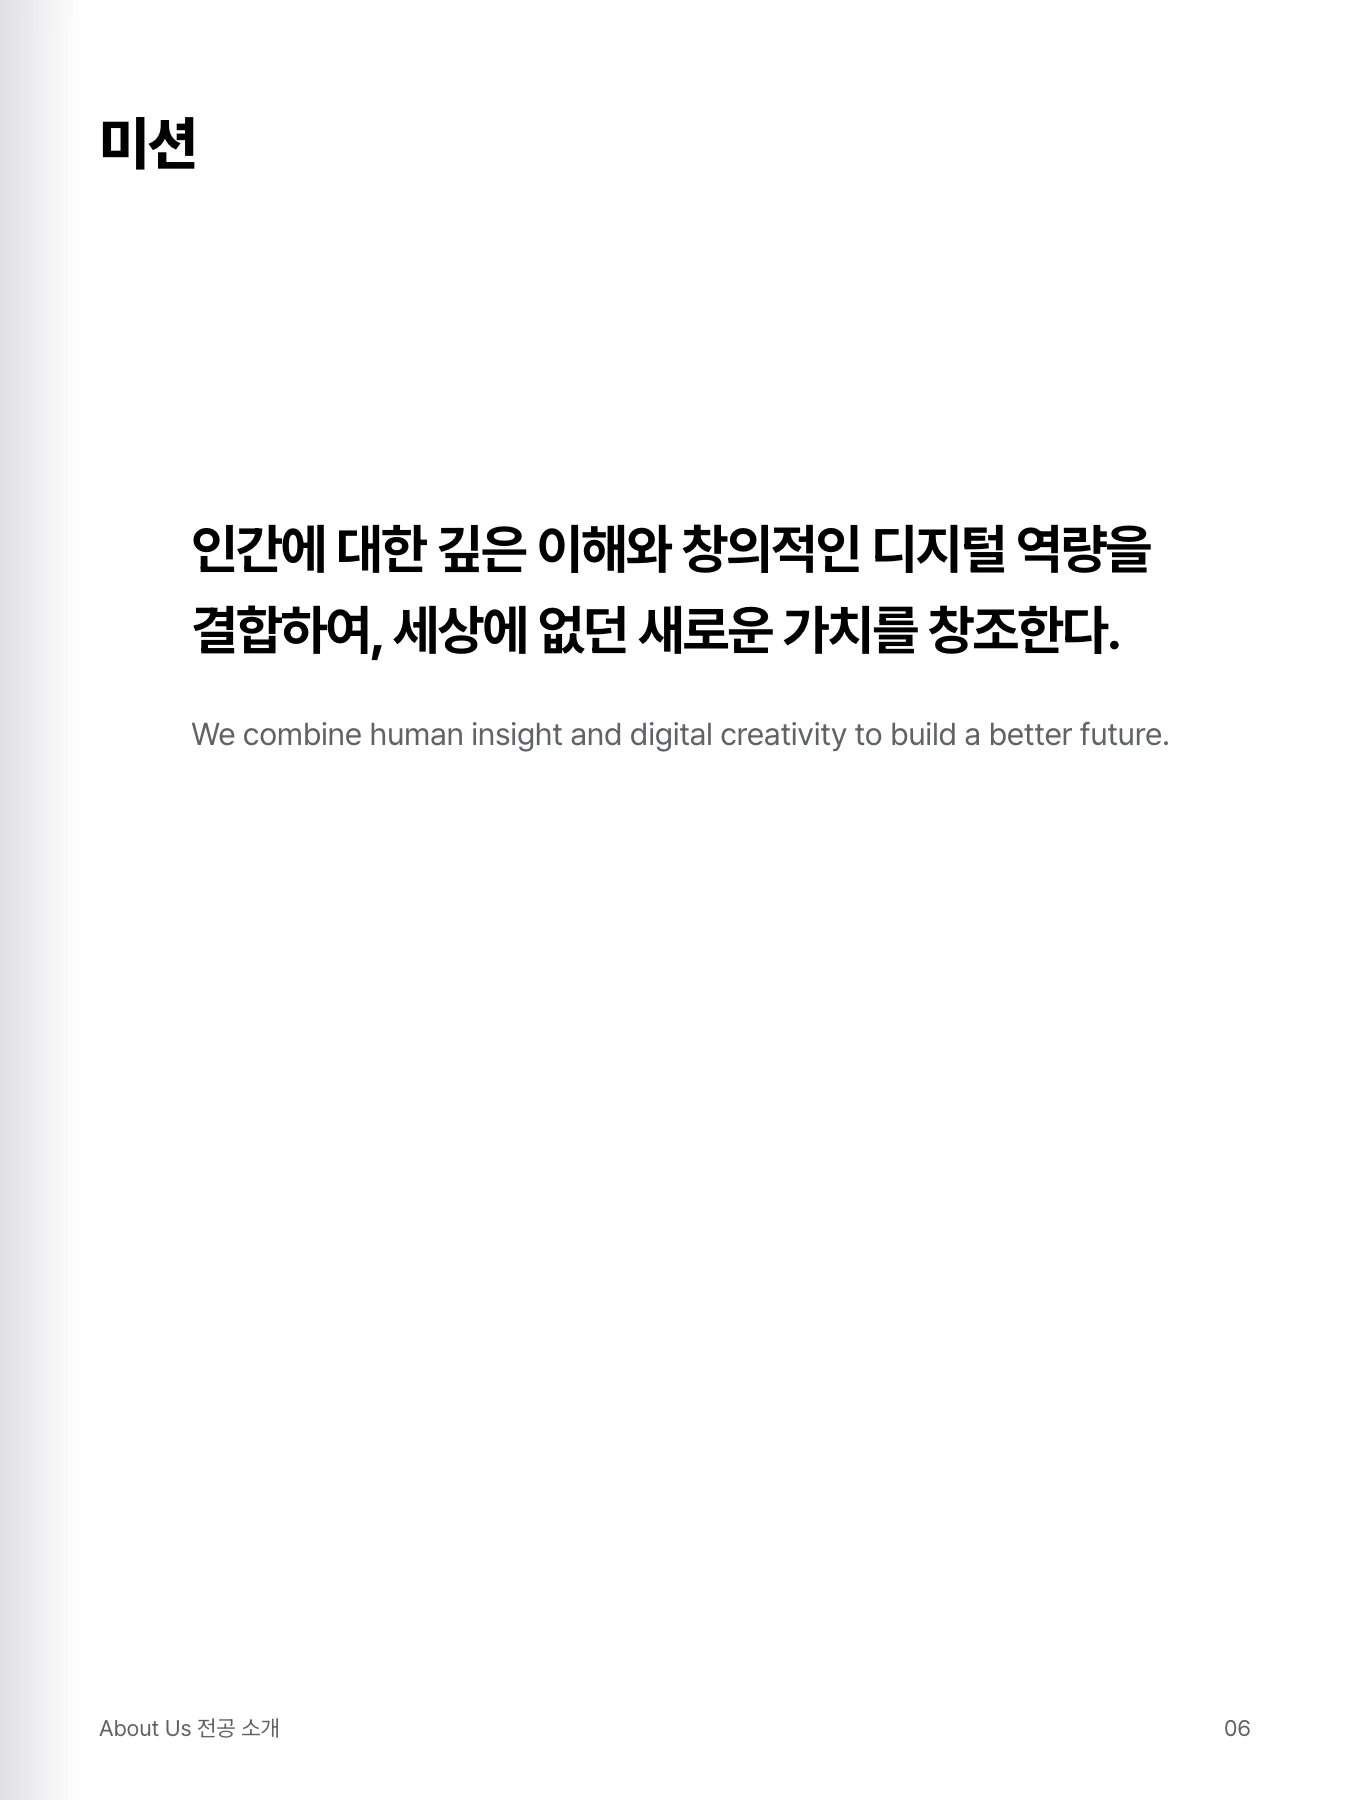 미션
인간에 대한 깊은 이해와 창의적인 디지털 역량을
결합하여, 세상에 없던 새로운 가치를 창조한다.
We combine human insight and digital creativity to build a better future.
About Us 전공 소개
06